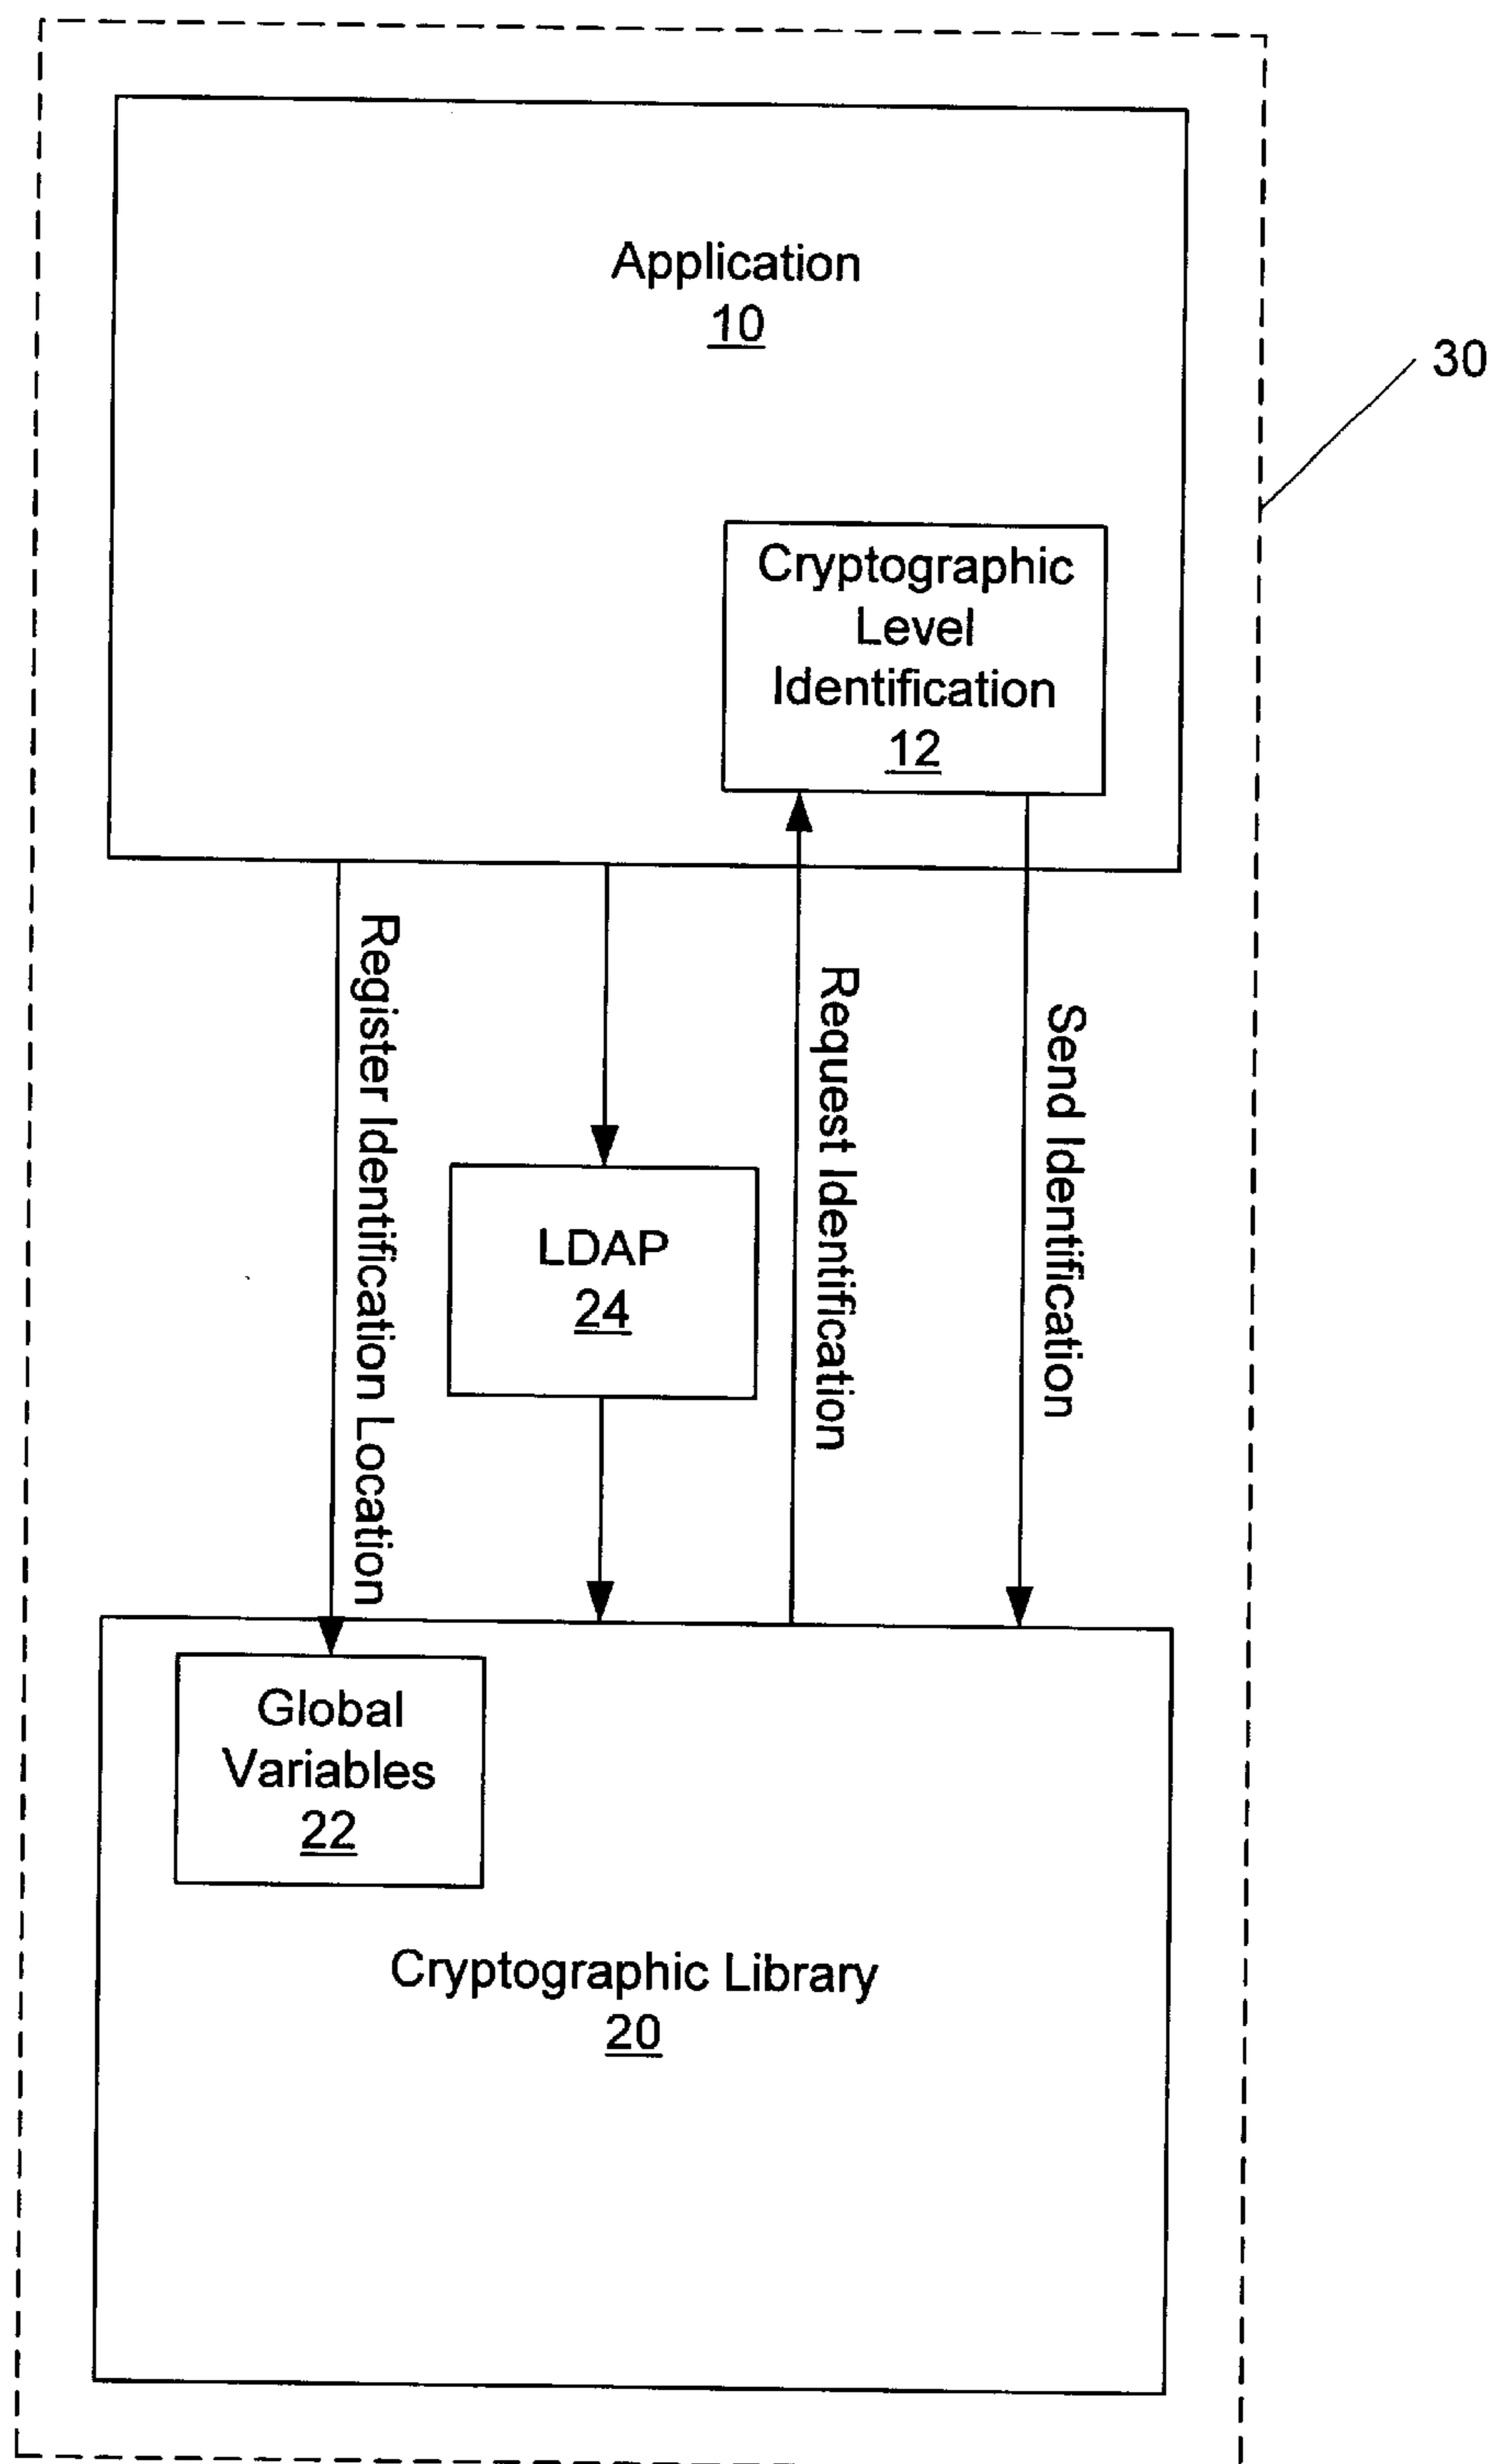 Application
10
30
Cryptographic
Level
Identification
12
Register Identification Location
Request Identification
Send Identification
LDAP
24
Global
Variables
22
Cryptographic Library
20